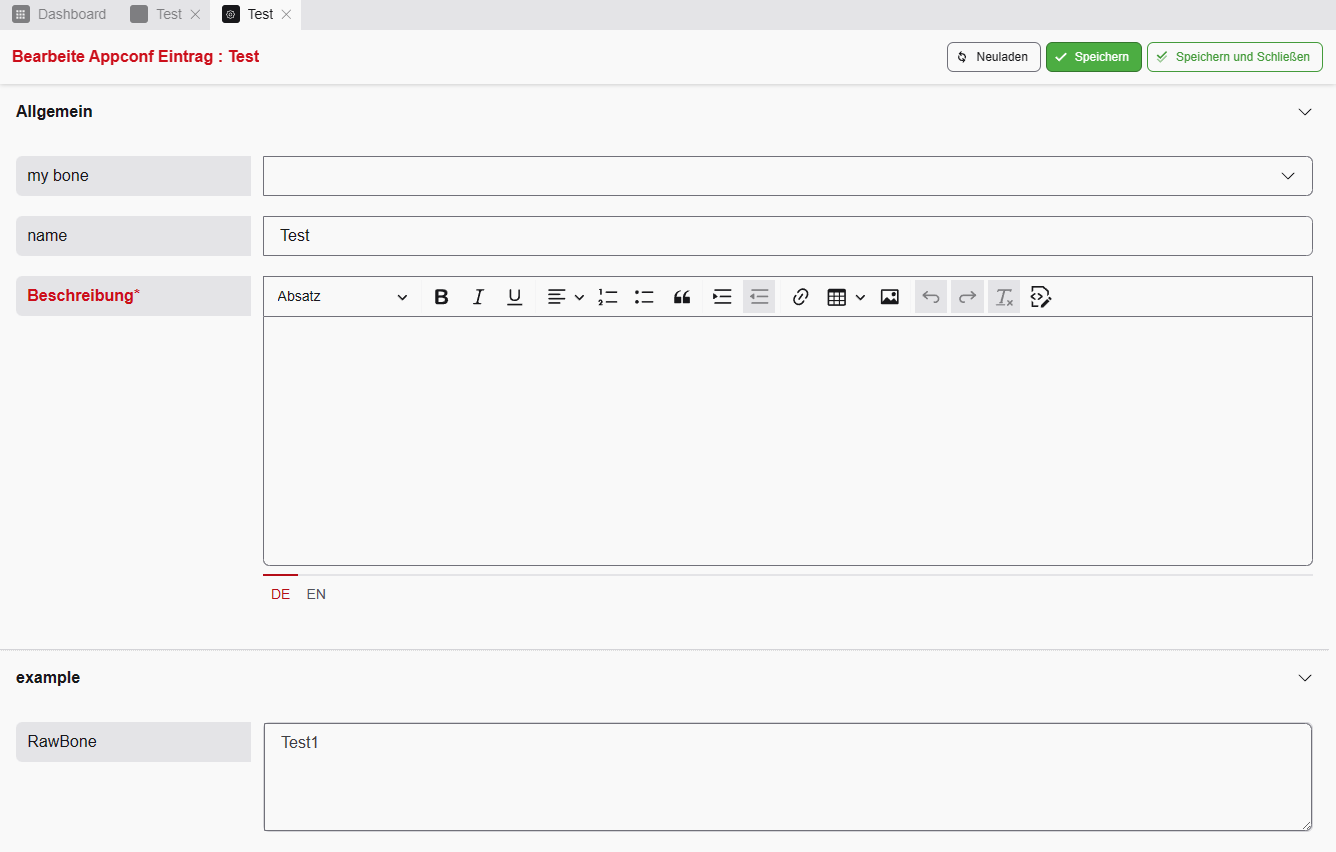 Dashboard Test Test
Bearbeite Appconf Eintrag : Test Neuladen Speichern Speichern und Schließen
Allgemein
my bone
name Test
Beschreibung* Absatz B I U
DE EN
example
RawBone Test1